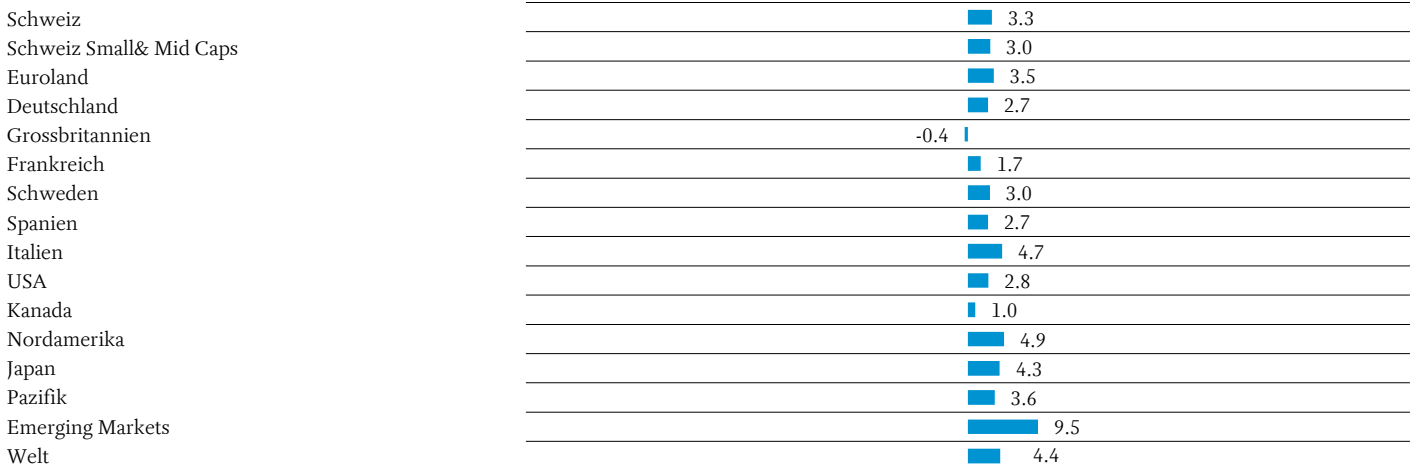 Schweiz 3.3
Schweiz Small& Mid Caps 3.0
Euroland 3.5
Deutschland 2.7
Grossbritannien -0.4
Frankreich 1.7
Schweden 3.0
Spanien 2.7
Italien 4.7
USA 2.8
Kanada 1.0
Nordamerika 4.9
Japan 4.3
Pazifik 3.6
Emerging Markets 9.5
Welt 4.4